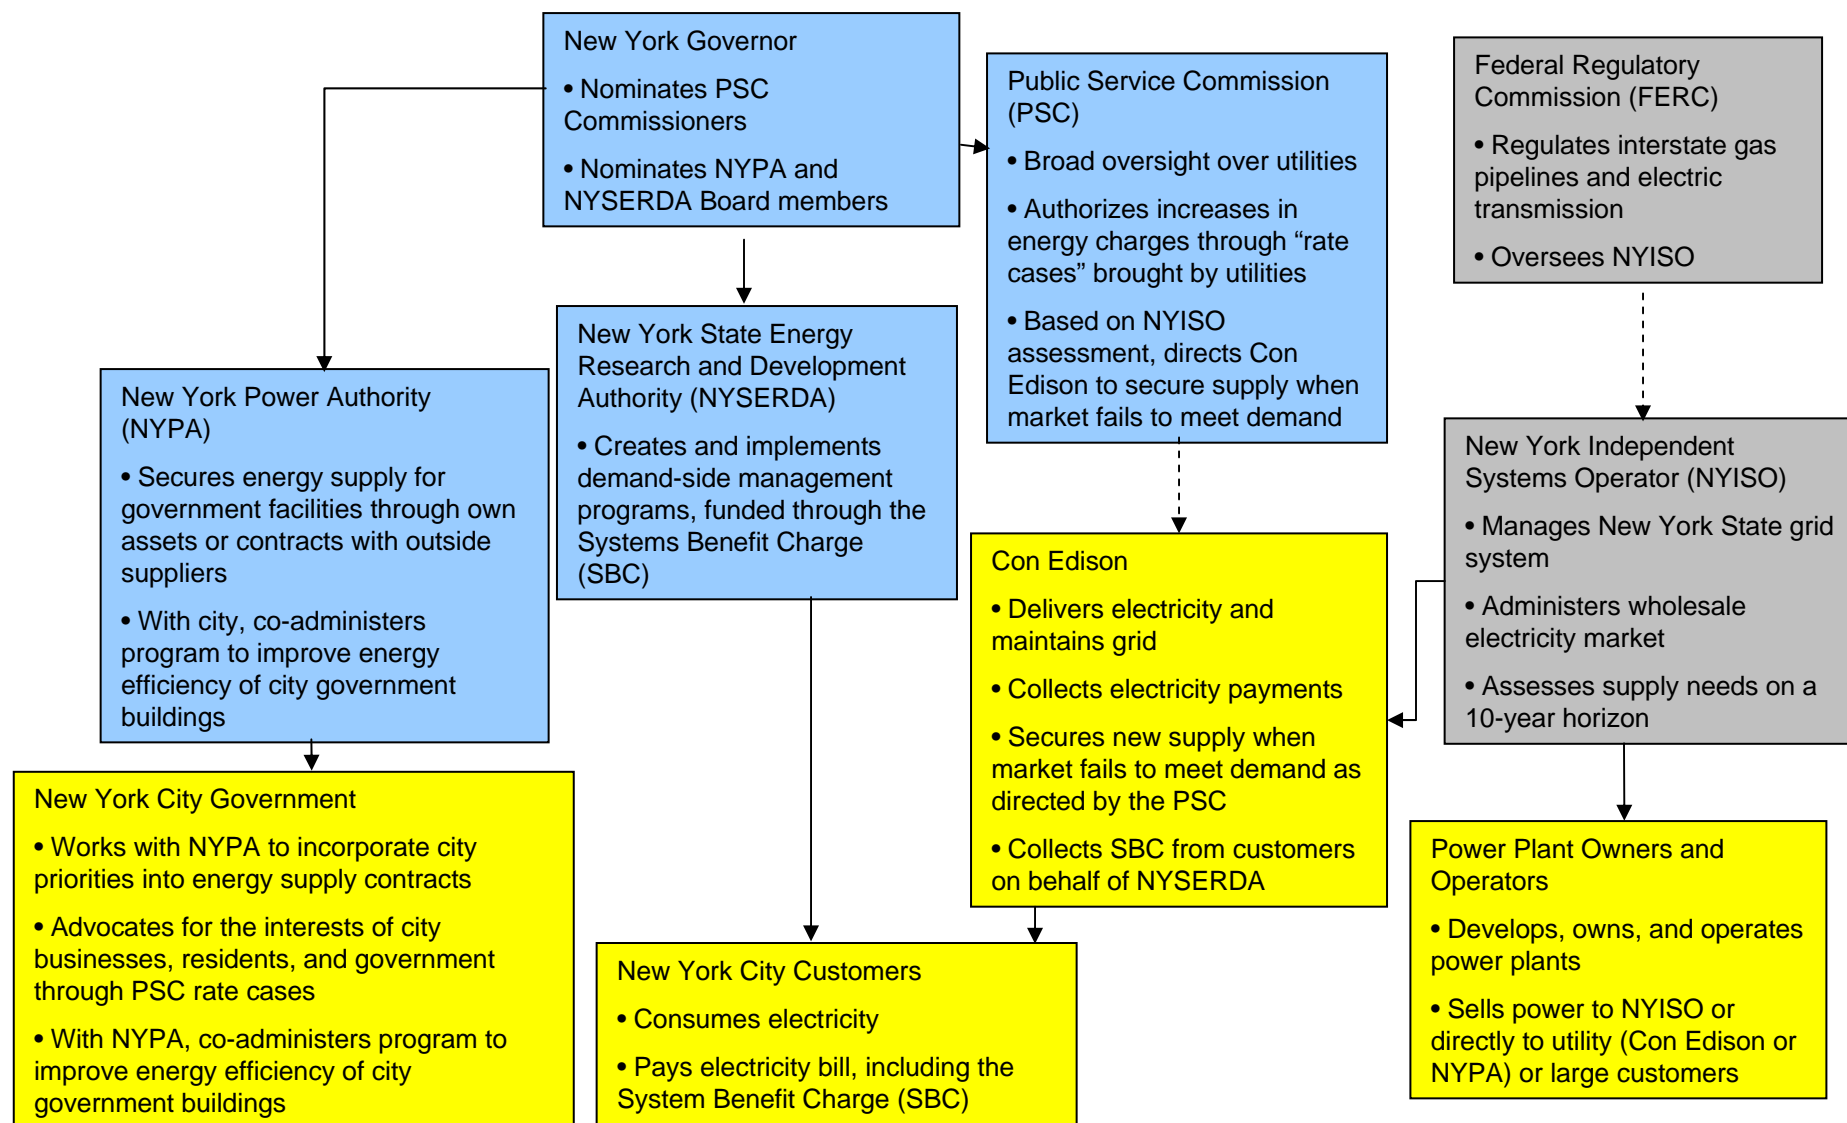 New York Governor
• Nominates PSC
Commissioners
• Nominates NYPA and
NYSERDA Board members
Public Service Commission
(PSC)
• Broad oversight over utilities
• Authorizes increases in
energy charges through “rate
cases” brought by utilities
• Based on NYISO
assessment, directs Con
Edison to secure supply when
market fails to meet demand
Federal Regulatory
Commission (FERC)
• Regulates interstate gas
pipelines and electric
transmission
• Oversees NYISO
New York Power Authority
(NYPA)
• Secures energy supply for
government facilities through own
assets or contracts with outside
suppliers
• With city, co-administers
program to improve energy
efficiency of city government
buildings
New York State Energy
Research and Development
Authority (NYSERDA)
• Creates and implements
demand-side management
programs, funded through the
Systems Benefit Charge
(SBC)
New York Independent
Systems Operator (NYISO)
• Manages New York State grid
system
• Administers wholesale
electricity market
• Assesses supply needs on a
10-year horizon
Con Edison
• Delivers electricity and
maintains grid
• Collects electricity payments
• Secures new supply when
market fails to meet demand as
directed by the PSC
• Collects SBC from customers
on behalf of NYSERDA
New York City Government
• Works with NYPA to incorporate city
priorities into energy supply contracts
• Advocates for the interests of city
businesses, residents, and government
through PSC rate cases
• With NYPA, co-administers program to
improve energy efficiency of city
government buildings
New York City Customers
• Consumes electricity
• Pays electricity bill, including the
System Benefit Charge (SBC)
Power Plant Owners and
Operators
• Develops, owns, and operates
power plants
• Sells power to NYISO or
directly to utility (Con Edison or
NYPA) or large customers